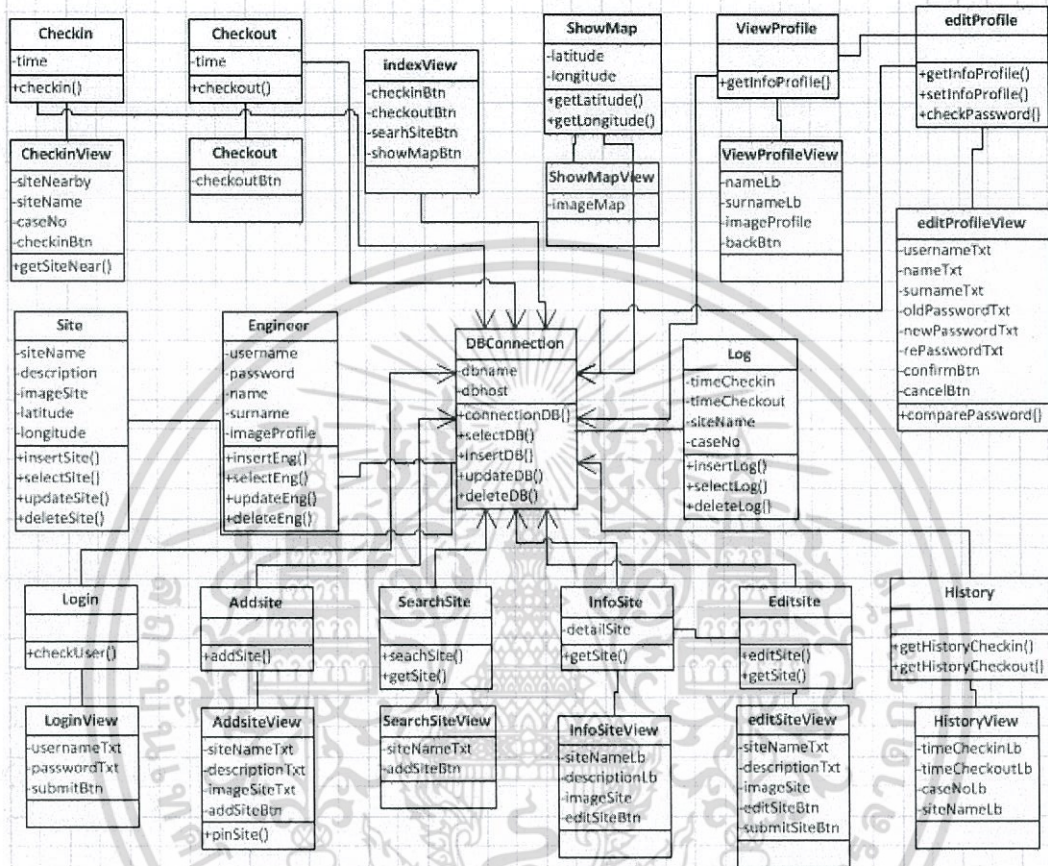 Checkin
-time
+checkin()
Checkout
-time
+checkout()
indexView
-checkinBtn
-checkoutBtn
-searhSiteBtn
-showMapBtn
ShowMap
-latitude
-longitude
+getLatitude()
+getLongitude()
ViewProfile
+getInfoProfile()
editProfile
+getInfoProfile()
+setInfoProfile()
+checkPassword()
CheckinView
-siteNearby
-siteName
-caseNo
-checkinBtn
+getSiteNear()
Checkout
-checkoutBtn
ShowMapView
-imageMap
ViewProfileView
-nameLb
-surnameLb
-imageProfile
-backBtn
editProfileView
-usernameTxt
-nameTxt
-surnameTxt
-oldPasswordTxt
-newPasswordTxt
-rePasswordTxt
-confirmBtn
-cancelBtn
+comparePassword()
Site
-siteName
-description
-imageSite
-latitude
-longitude
+insertSite()
+selectSite()
+updateSite()
+deleteSite()
Engineer
-username
-password
-name
-surname
-imageProfile
+insertEng()
+selectEng()
+updateEng()
+deleteEng()
DBConnection
-dbname
-dbhost
+connectionDB()
+selectDB()
+insertDB()
+updateDB()
+deleteDB()
Log
-timeCheckin
-timeCheckout
-siteName
-caseNo
+insertLog()
+selectLog()
+deleteLog()
Login
+checkUser()
Addsite
+addSite()
SearchSite
+seachSite()
+getSite()
InfoSite
-detailSite
+getSite()
Editsite
+editSite()
+getSite()
History
+getHistoryCheckin()
+getHistoryCheckout()
LoginView
-usernameTxt
-passwordTxt
-submitBtn
AddsiteView
-siteNameTxt
-descriptionTxt
-imageSiteTxt
-addSiteBtn
+pinSite()
SearchSiteView
-siteNameTxt
-addSiteBtn
InfoSiteView
-siteNameLb
-descriptionLb
-imageSite
-editSiteBtn
editSiteView
-siteNameTxt
-descriptionTxt
-imageSite
-editSiteBtn
-submitSiteBtn
HistoryView
-timeCheckinLb
-timeCheckoutLb
-caseNoLb
-siteNameLb